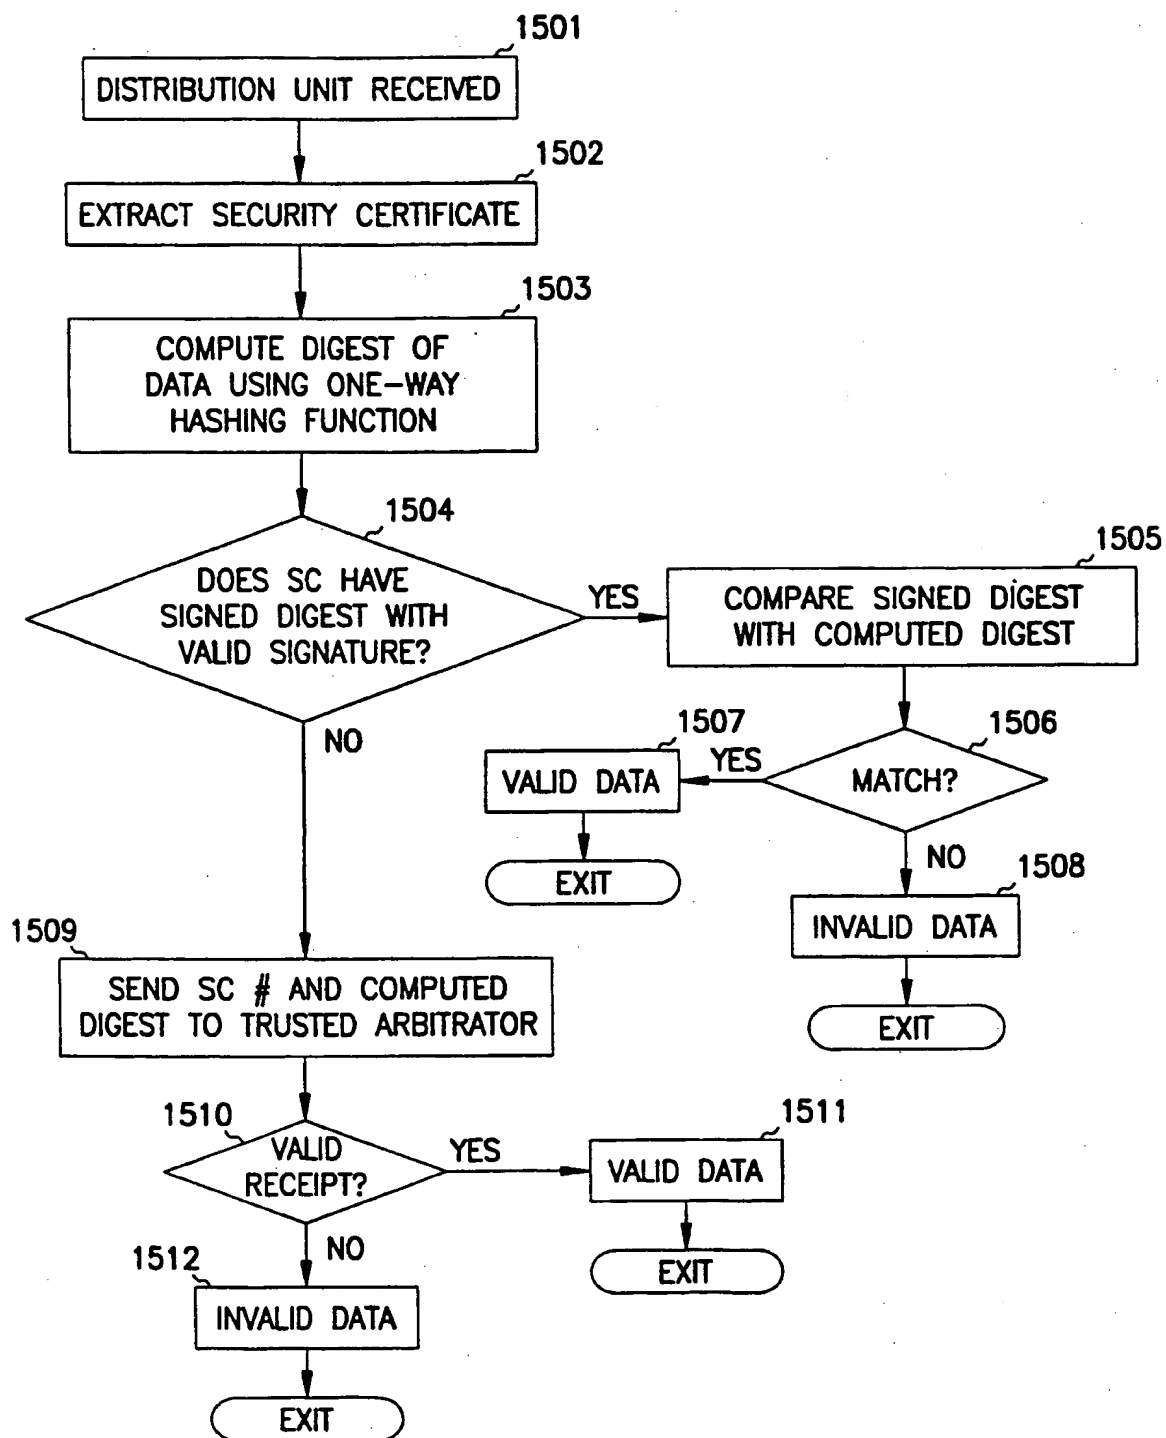 1501
DISTRIBUTION UNIT RECEIVED
1502
EXTRACT SECURITY CERTIFICATE
1503
COMPUTE DIGEST OF
DATA USING ONE-WAY
HASHING FUNCTION
1504
DOES SC HAVE
SIGNED DIGEST WITH
VALID SIGNATURE?
YES
NO
1505
COMPARE SIGNED DIGEST
WITH COMPUTED DIGEST
1506
MATCH?
YES
NO
1507
VALID DATA
EXIT
1508
INVALID DATA
EXIT
1509
SEND SC # AND COMPUTED
DIGEST TO TRUSTED ARBITRATOR
1510
VALID
RECEIPT?
YES
NO
1511
VALID DATA
EXIT
1512
INVALID DATA
EXIT